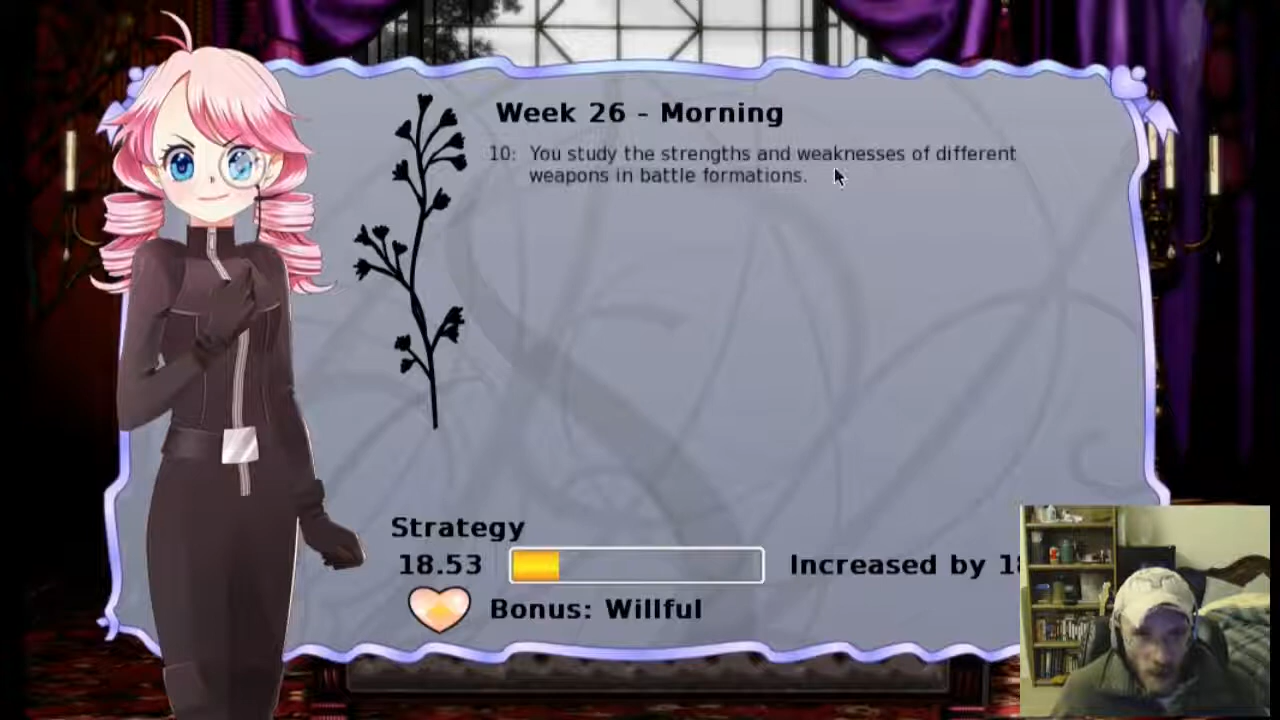 Week 26 - Morning
10: You study the strengths and weaknesses of different
weapons in battle formations.
Strategy
18.53
Increased by
Bonus: Willful